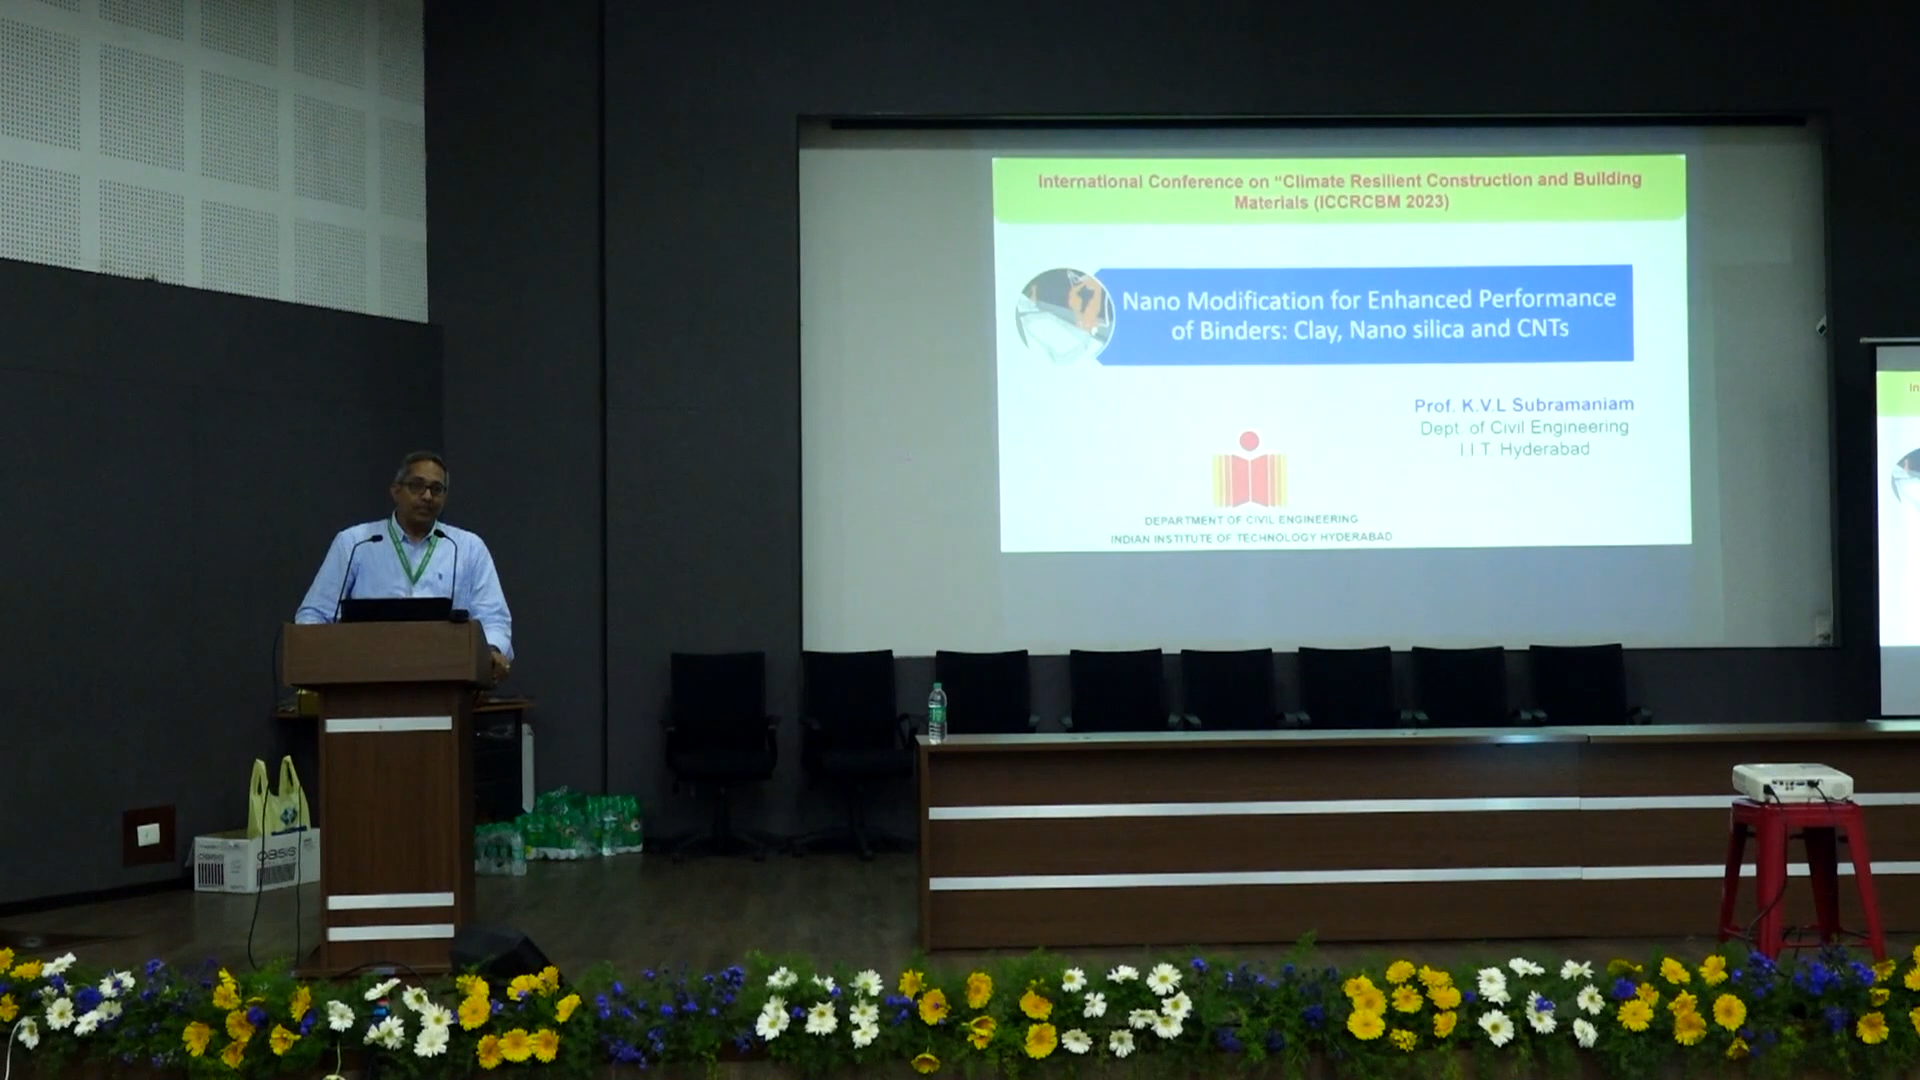 International Conference on “Climate Resilient Construction and Building
Materials (ICCRCBM 2023)
Nano Modification for Enhanced Performance
of Binders: Clay, Nano silica and CNTs
Prof. K.V.L Subramaniam
Dept. of Civil Engineering
I.I.T. Hyderabad
DEPARTMENT OF CIVIL ENGINEERING
INDIAN INSTITUTE OF TECHNOLOGY HYDERABAD
In
oasis
oasis